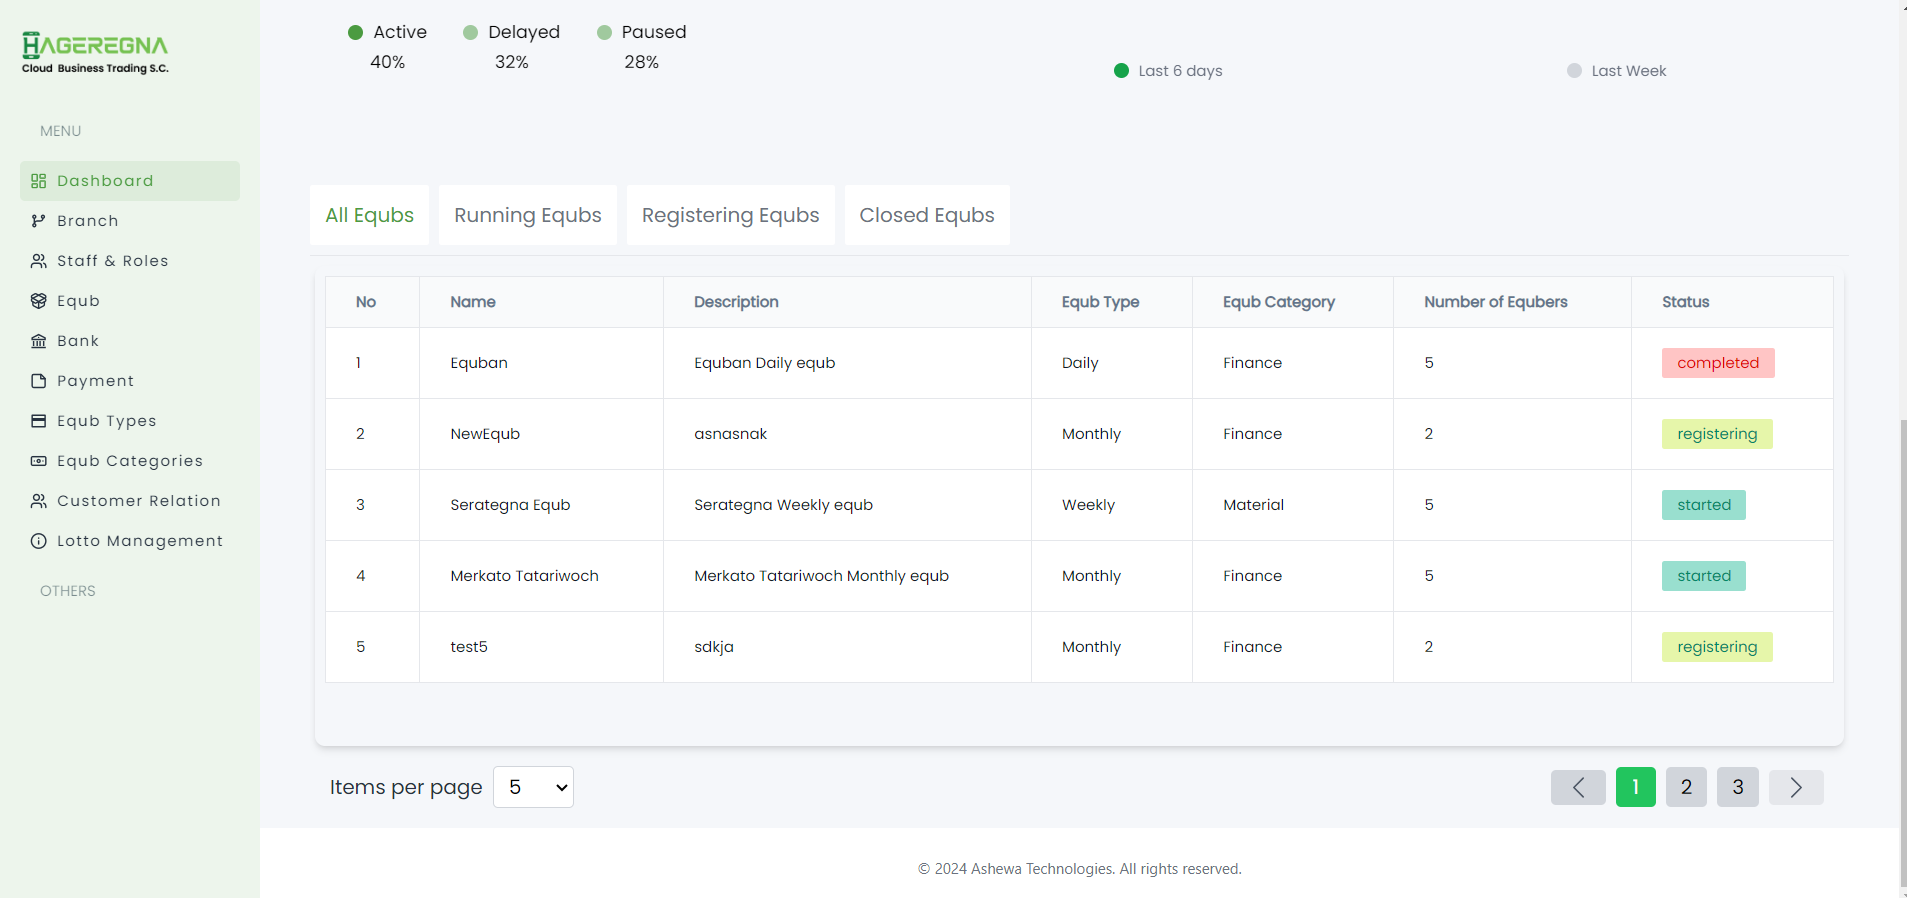 HAGEREGNA
Cloud Business Trading S.C.
MENU
Dashboard
Branch
Staff & Roles
Equb
Bank
Payment
Equb Types
Equb Categories
Customer Relation
Lotto Management
OTHERS
Active Delayed Paused
40% 32% 28%
Last 6 days Last Week
All Equbs Running Equbs Registering Equbs Closed Equbs
No Name Description Equb Type Equb Category Number of Equbers Status
1 Equban Equban Daily equb Daily Finance 5 completed
2 NewEqub asnasnak Monthly Finance 2 registering
3 Serategna Equb Serategna Weekly equb Weekly Material 5 started
4 Merkato Tatariwoch Merkato Tatariwoch Monthly equb Monthly Finance 5 started
5 test5 sdkja Monthly Finance 2 registering
Items per page 5 1 2 3
© 2024 Ashewa Technologies. All rights reserved.